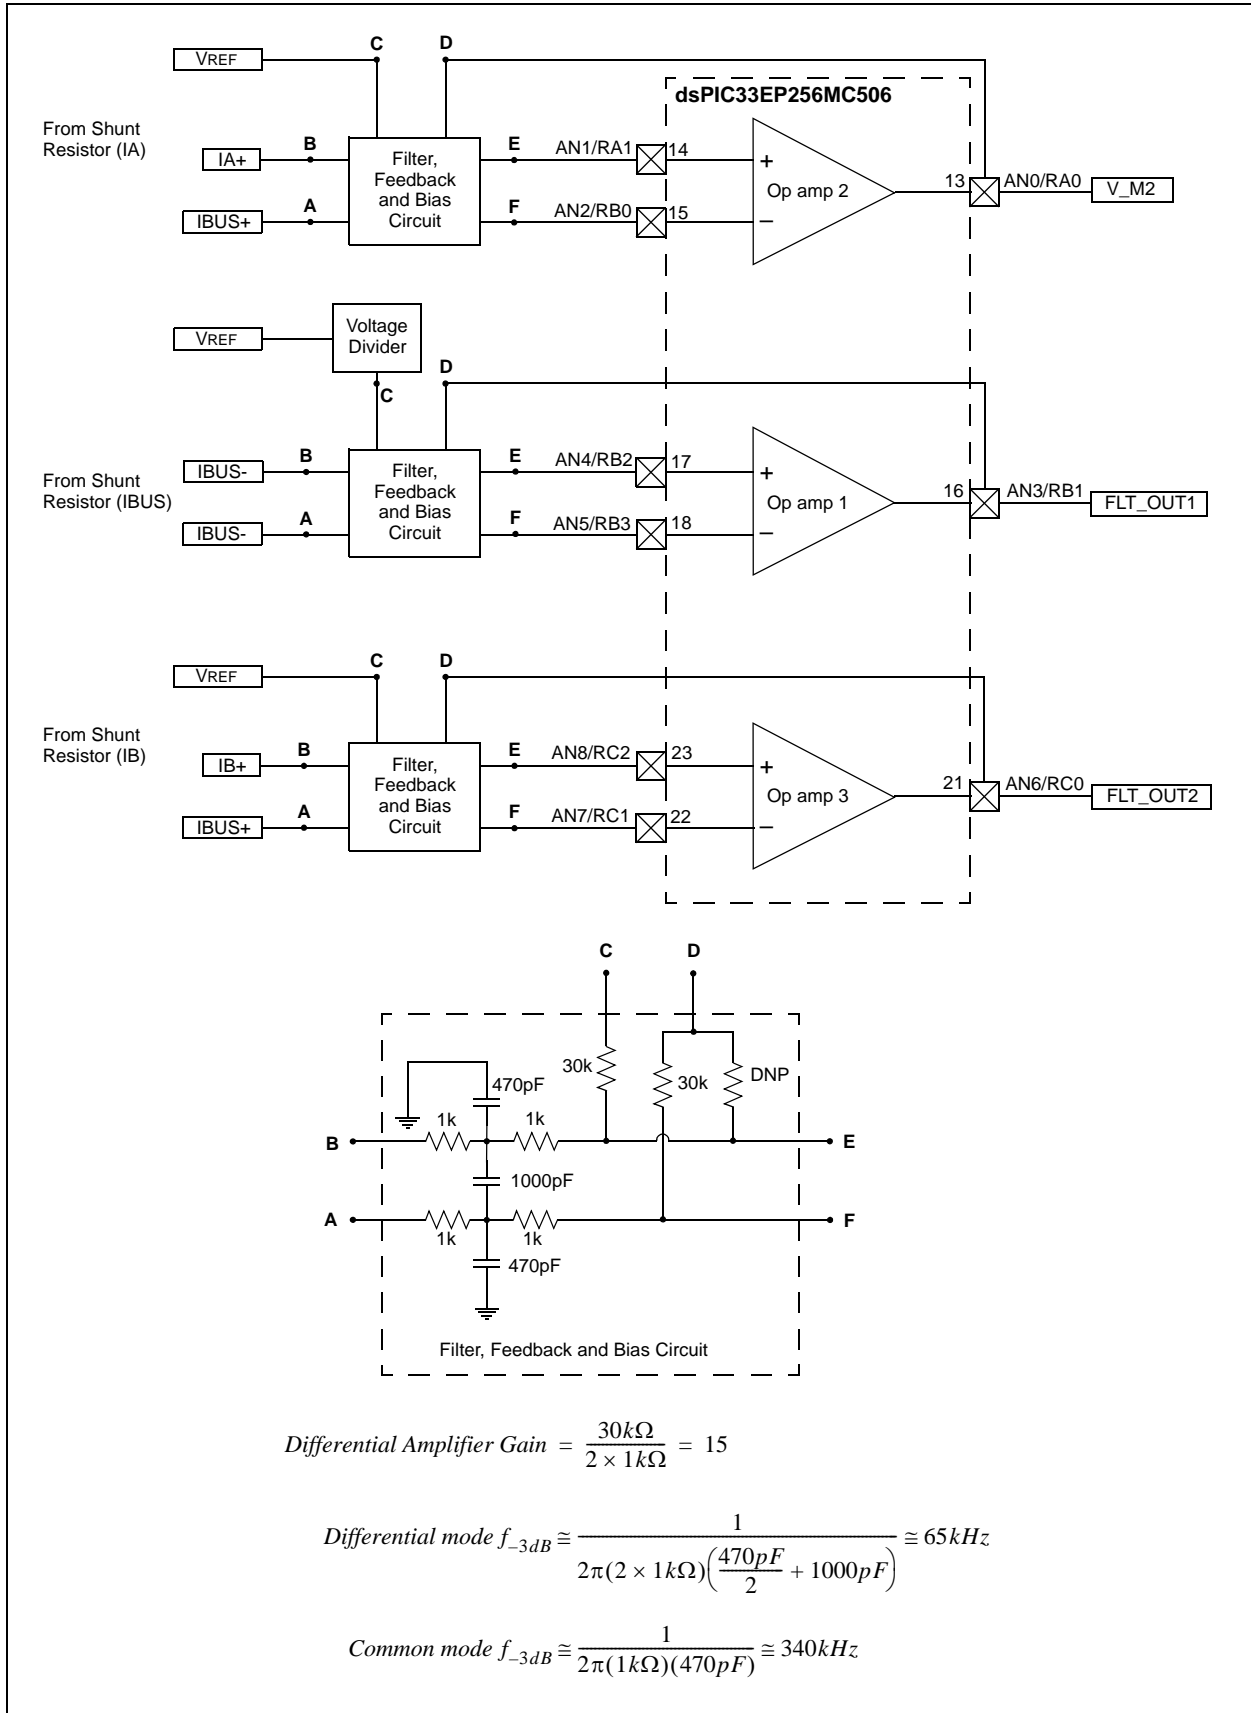 C D
VREF
dsPIC33EP256MC506
From Shunt
Resistor (IA)
B
IA+
A
IBUS+
Filter,
Feedback
and Bias
Circuit
E
F
AN1/RA1
14
AN2/RB0
15
+
Op amp 2
−
13
AN0/RA0
V_M2
VREF
Voltage
Divider
C
D
From Shunt
Resistor (IBUS)
B
IBUS-
A
IBUS-
Filter,
Feedback
and Bias
Circuit
E
F
AN4/RB2
17
AN5/RB3
18
+
Op amp 1
−
16
AN3/RB1
FLT_OUT1
C D
VREF
From Shunt
Resistor (IB)
B
IB+
A
IBUS+
Filter,
Feedback
and Bias
Circuit
E
F
AN8/RC2
23
AN7/RC1
22
+
Op amp 3
−
21
AN6/RC0
FLT_OUT2
C D
30k 30k DNP
470pF
1k 1k
B E
1000pF
A F
1k 1k
470pF
Filter, Feedback and Bias Circuit
Differential Amplifier Gain = 30kΩ / (2 × 1kΩ) = 15
Differential mode f−3dB ≅ 1 / (2π(2 × 1kΩ)(470pF / 2 + 1000pF)) ≅ 65kHz
Common mode f−3dB ≅ 1 / (2π(1kΩ)(470pF)) ≅ 340kHz